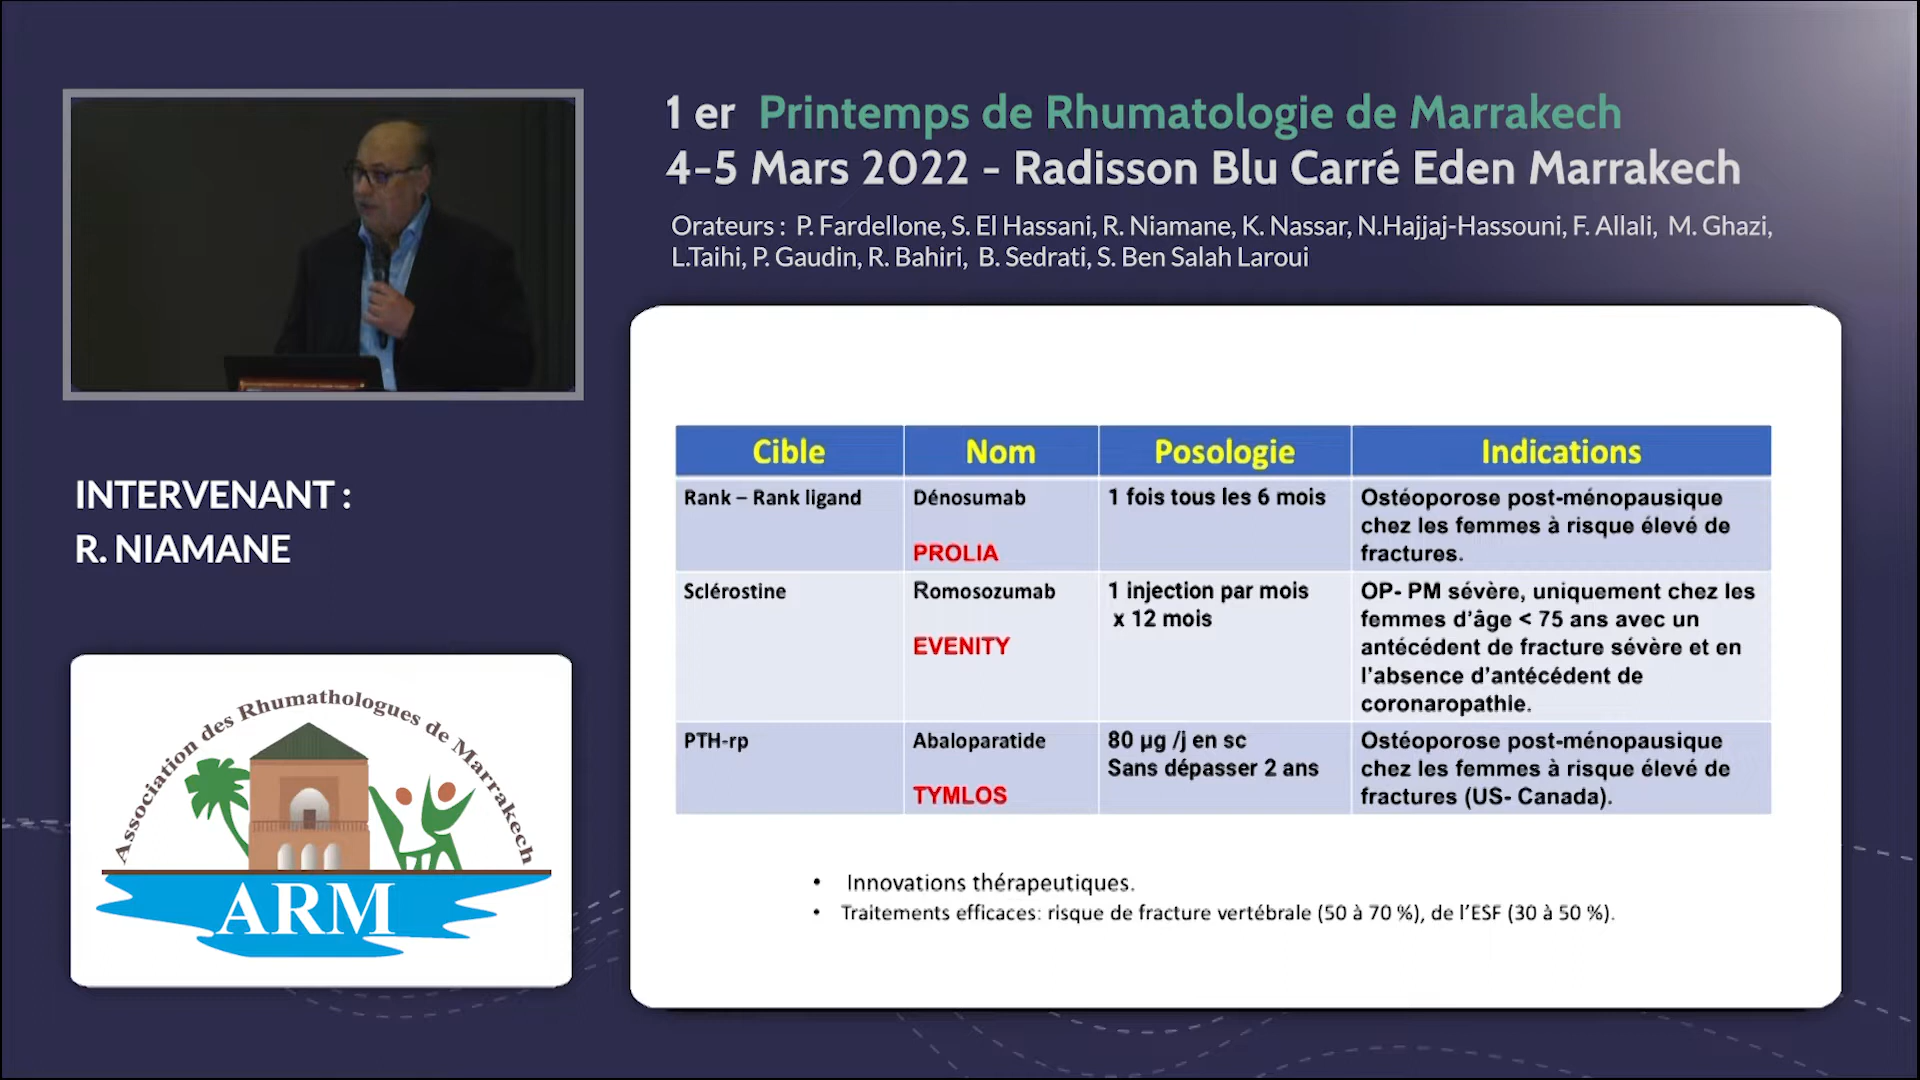 1 er Printemps de Rhumatologie de Marrakech
4-5 Mars 2022 - Radisson Blu Carré Eden Marrakech
Orateurs : P. Fardellone, S. El Hassani, R. Niamane, K. Nassar, N.Hajjaj-Hassouni, F. Allali, M. Ghazi,
L.Taihi, P. Gaudin, R. Bahiri, B. Sedrati, S. Ben Salah Laroui
INTERVENANT :
R. NIAMANE
Association des Rhumathologues de Marrakech
ARM
Cible Nom Posologie Indications
Rank – Rank ligand Dénosumab 1 fois tous les 6 mois Ostéoporose post-ménopausique
chez les femmes à risque élevé de
PROLIA fractures.
Sclérostine Romosozumab 1 injection par mois OP- PM sévère, uniquement chez les
x 12 mois femmes d'âge < 75 ans avec un
EVENITY antécédent de fracture sévère et en
l'absence d'antécédent de
coronaropathie.
PTH-rp Abaloparatide 80 µg /j en sc Ostéoporose post-ménopausique
Sans dépasser 2 ans chez les femmes à risque élevé de
TYMLOS fractures (US- Canada).
• Innovations thérapeutiques.
• Traitements efficaces: risque de fracture vertébrale (50 à 70 %), de l'ESF (30 à 50 %).